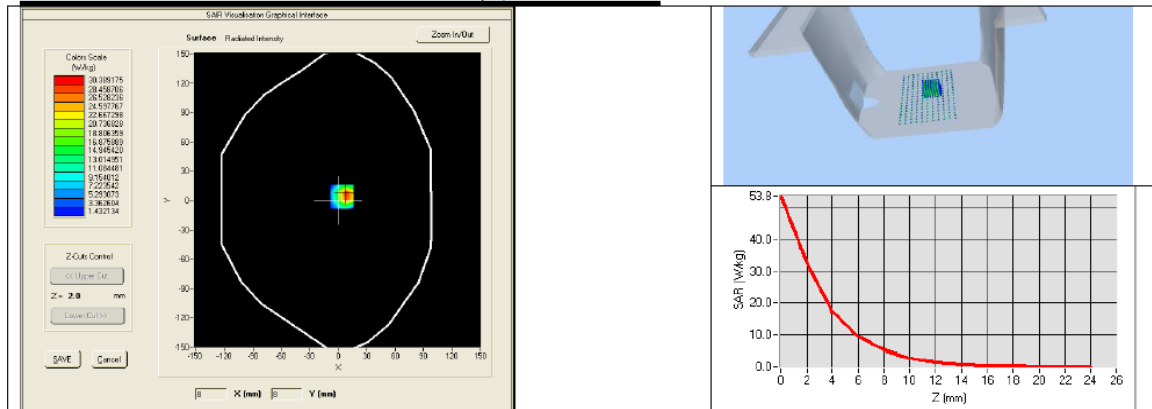 SAR Visualisation Graphical Interface
Surface Radiated Intensity
Zoom In/Out
Colors Scale
(W/kg)
30.389175
28.458706
26.528236
24.597767
22.667298
20.736828
18.806359
16.875889
14.945420
13.014951
11.084481
9.154012
7.223542
5.293073
3.362604
1.432134
150
120
90
60
30
0
-30
-60
-90
-120
-150
Y
-150 -120 -90 -60 -30 0 30 60 90 120 150
X
Z-Cuts Control
<< Upper Cut
Z = 2.0 mm
Lower Cut >>
SAVE Cancel
8 X (mm) 8 Y (mm)
53.8
40.0
30.0
20.0
10.0
0.0
SAR (W/kg)
0 2 4 6 8 10 12 14 16 18 20 22 24 26
Z (mm)